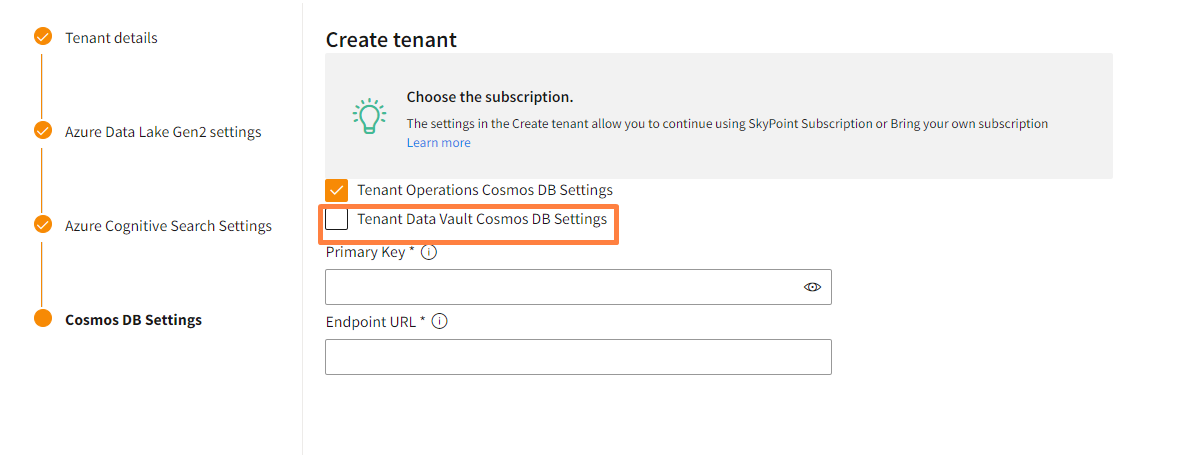 Tenant details
Azure Data Lake Gen2 settings
Azure Cognitive Search Settings
Cosmos DB Settings
Create tenant
Choose the subscription.
The settings in the Create tenant allow you to continue using SkyPoint Subscription or Bring your own subscription
Learn more
Tenant Operations Cosmos DB Settings
Tenant Data Vault Cosmos DB Settings
Primary Key *
Endpoint URL *